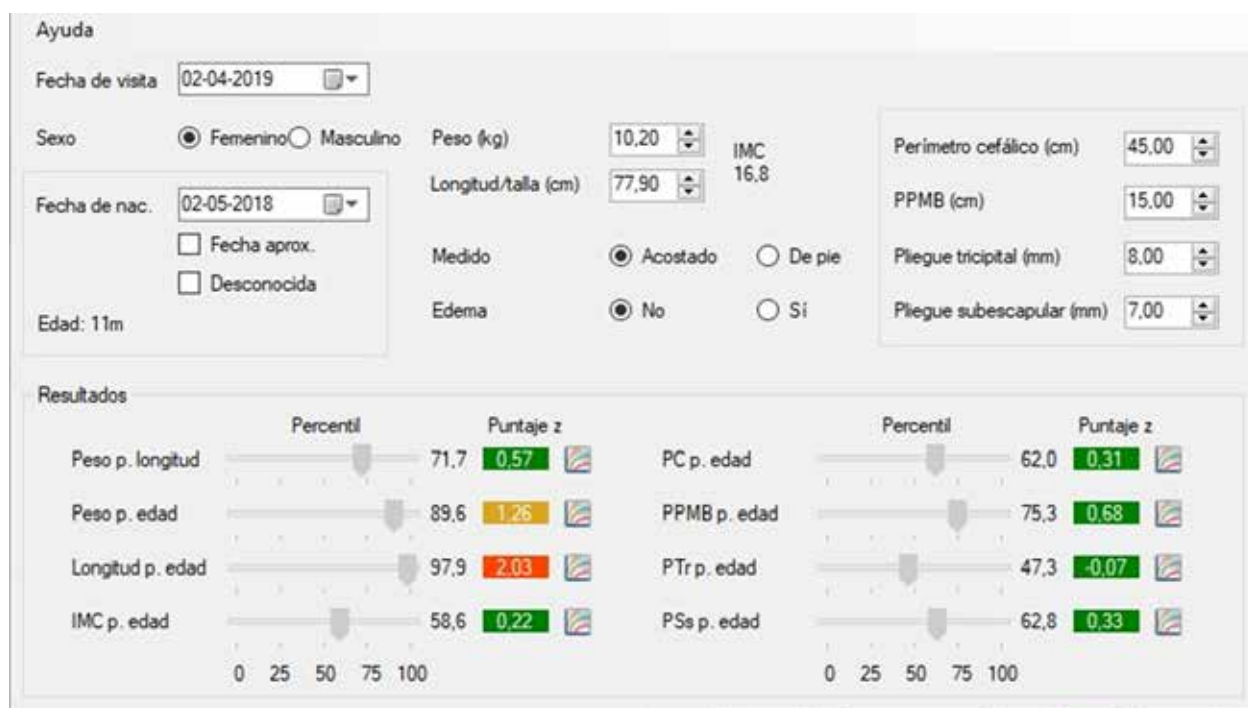 Ayuda
Fecha de visita 02-04-2019
Sexo Femenino Masculino
Fecha de nac. 02-05-2018
Fecha aprox.
Desconocida
Edad: 11m
Peso (kg) 10,20
Longitud/talla (cm) 77,90
IMC
16,8
Medido Acostado De pie
Edema No Sí
Perímetro cefálico (cm) 45,00
PPMB (cm) 15,00
Pliegue tricipital (mm) 8,00
Pliegue subescapular (mm) 7,00
Resultados
Percentil Puntaje z
Peso p. longitud 71,7 0,57
Peso p. edad 89,6 1,26
Longitud p. edad 97,9 2,03
IMC p. edad 58,6 0,22
0 25 50 75 100
Percentil Puntaje z
PC p. edad 62,0 0,31
PPMB p. edad 75,3 0,68
PTr p. edad 47,3 -0,07
PSs p. edad 62,8 0,33
0 25 50 75 100